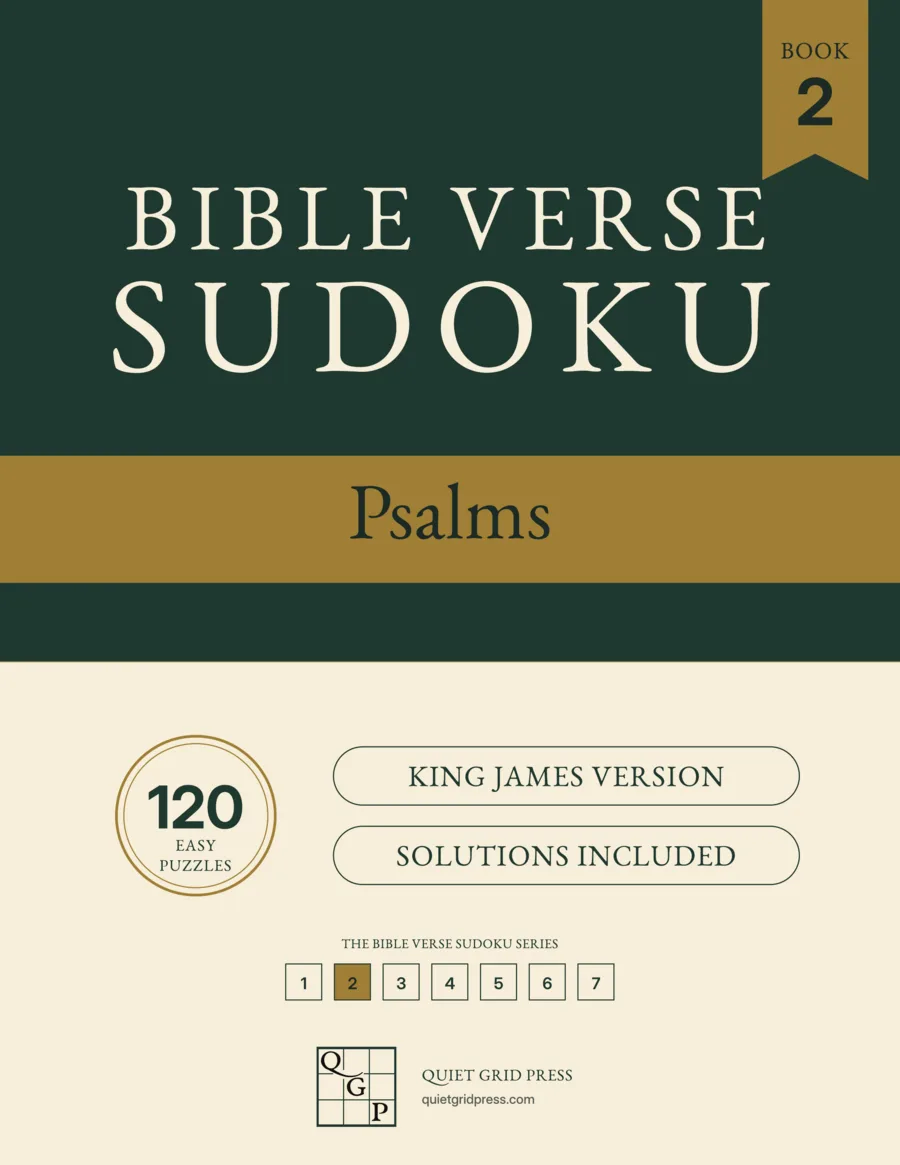 BOOK
2
BIBLE VERSE
SUDOKU
Psalms
120
EASY
PUZZLES
KING JAMES VERSION
SOLUTIONS INCLUDED
THE BIBLE VERSE SUDOKU SERIES
1 2 3 4 5 6 7
Q
G
P
QUIET GRID PRESS
quietgridpress.com